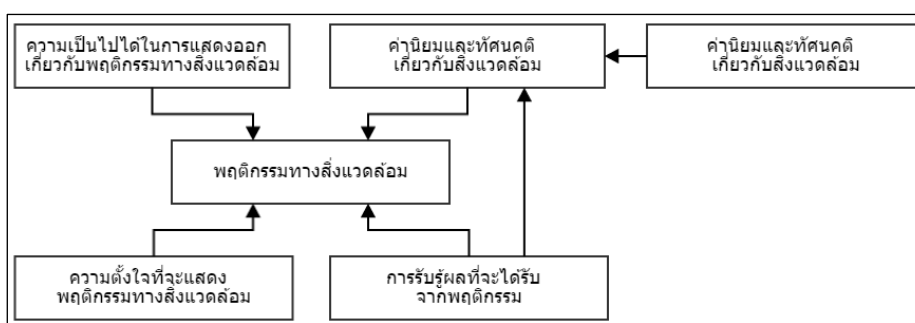 ความเป็นไปได้ในการแสดงออก
เกี่ยวกับพฤติกรรมทางสิ่งแวดล้อม
ค่านิยมและทัศนคติ
เกี่ยวกับสิ่งแวดล้อม
ค่านิยมและทัศนคติ
เกี่ยวกับสิ่งแวดล้อม
พฤติกรรมทางสิ่งแวดล้อม
ความตั้งใจที่จะแสดง
พฤติกรรมทางสิ่งแวดล้อม
การรับรู้ผลที่จะได้รับ
จากพฤติกรรม